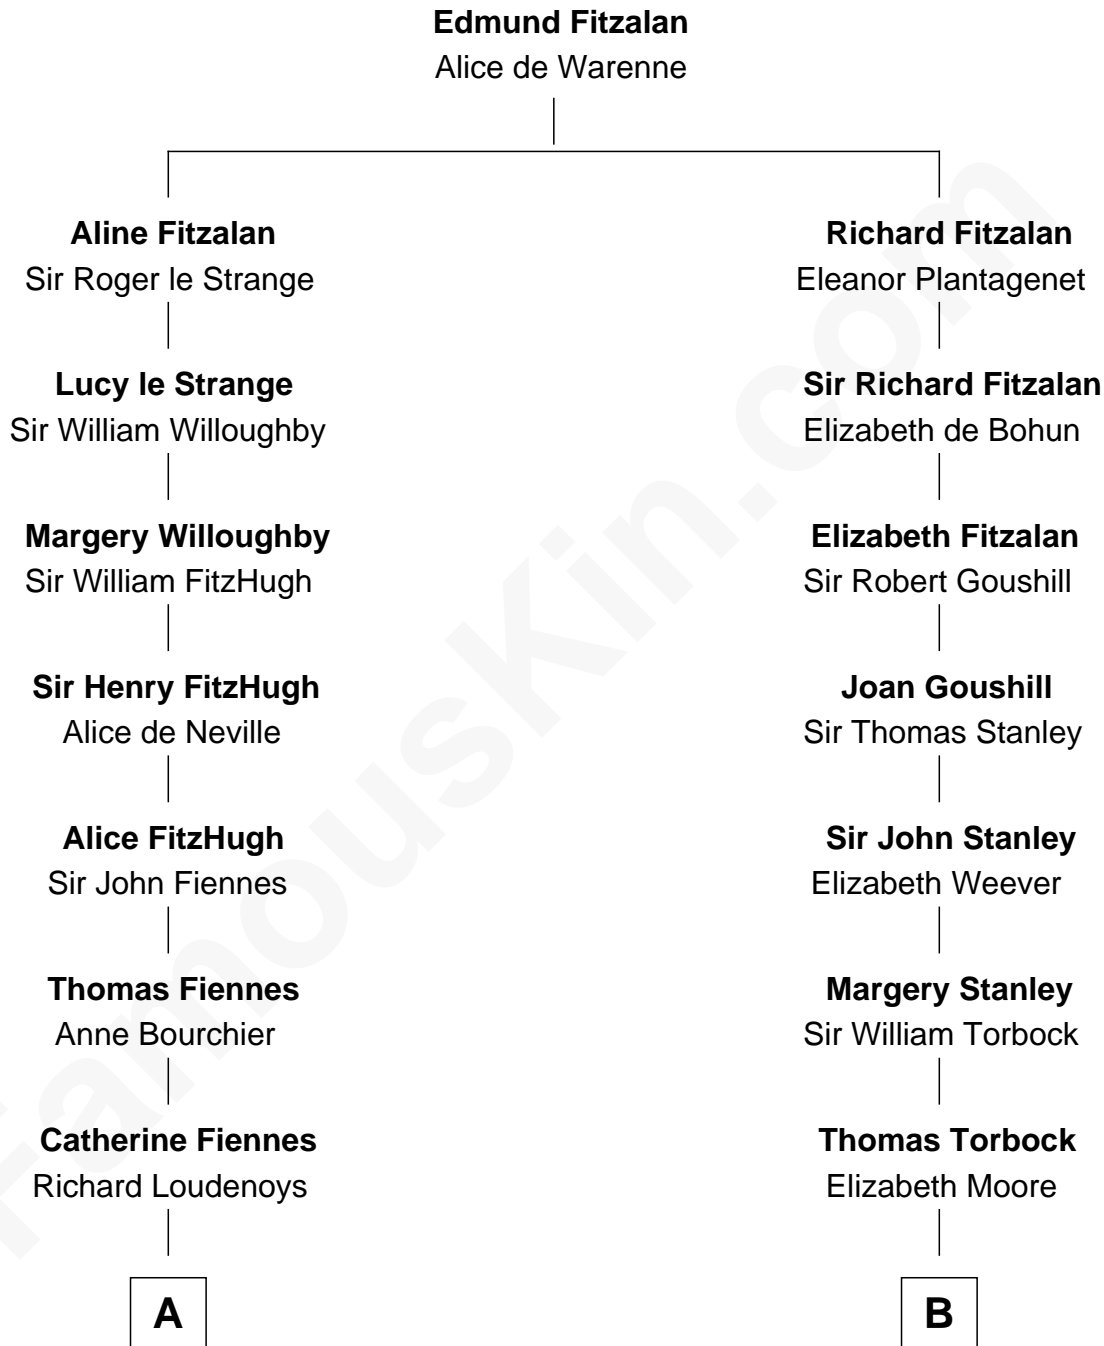 Edmund Fitzalan
Alice de Warenne
Aline Fitzalan
Sir Roger le Strange
Richard Fitzalan
Eleanor Plantagenet
Lucy le Strange
Sir William Willoughby
Sir Richard Fitzalan
Elizabeth de Bohun
Margery Willoughby
Sir William FitzHugh
Elizabeth Fitzalan
Sir Robert Goushill
Sir Henry FitzHugh
Alice de Neville
Joan Goushill
Sir Thomas Stanley
Alice FitzHugh
Sir John Fiennes
Sir John Stanley
Elizabeth Weever
Thomas Fiennes
Anne Bourchier
Margery Stanley
Sir William Torbock
Catherine Fiennes
Richard Loudenoys
Thomas Torbock
Elizabeth Moore
A
B
FamousKin.com